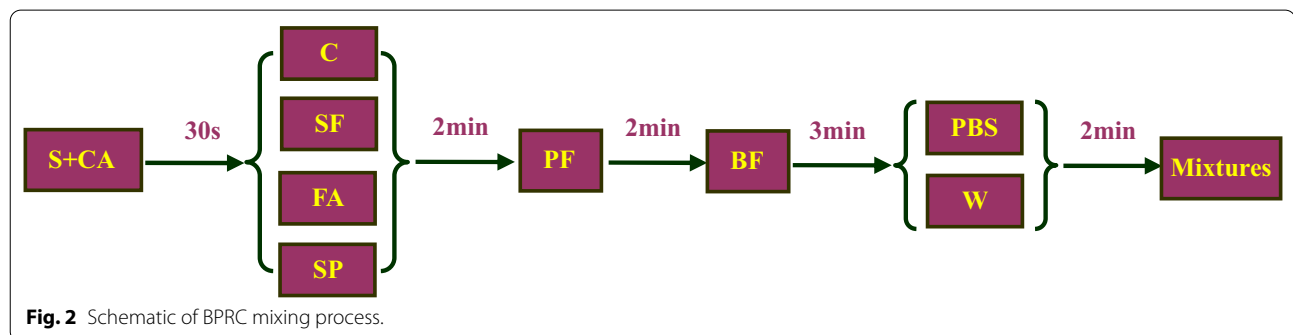 S+CA
30s
C
SF
FA
SP
2min
PF
2min
BF
3min
PBS
W
2min
Mixtures
Fig. 2 Schematic of BPRC mixing process.